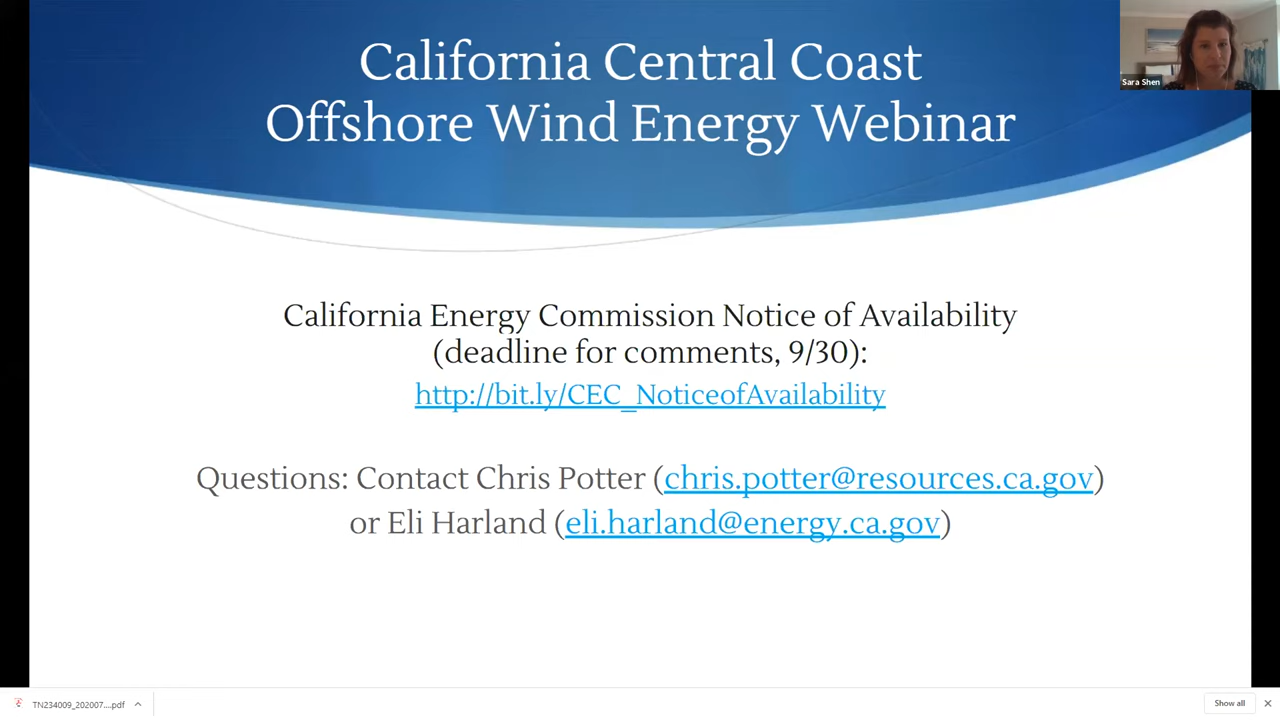 California Central Coast
Offshore Wind Energy Webinar
Sara Shen
California Energy Commission Notice of Availability
(deadline for comments, 9/30):
http://bit.ly/CEC_NoticeofAvailability
Questions: Contact Chris Potter (chris.potter@resources.ca.gov)
or Eli Harland (eli.harland@energy.ca.gov)
TN234009_202007....pdf
Show all